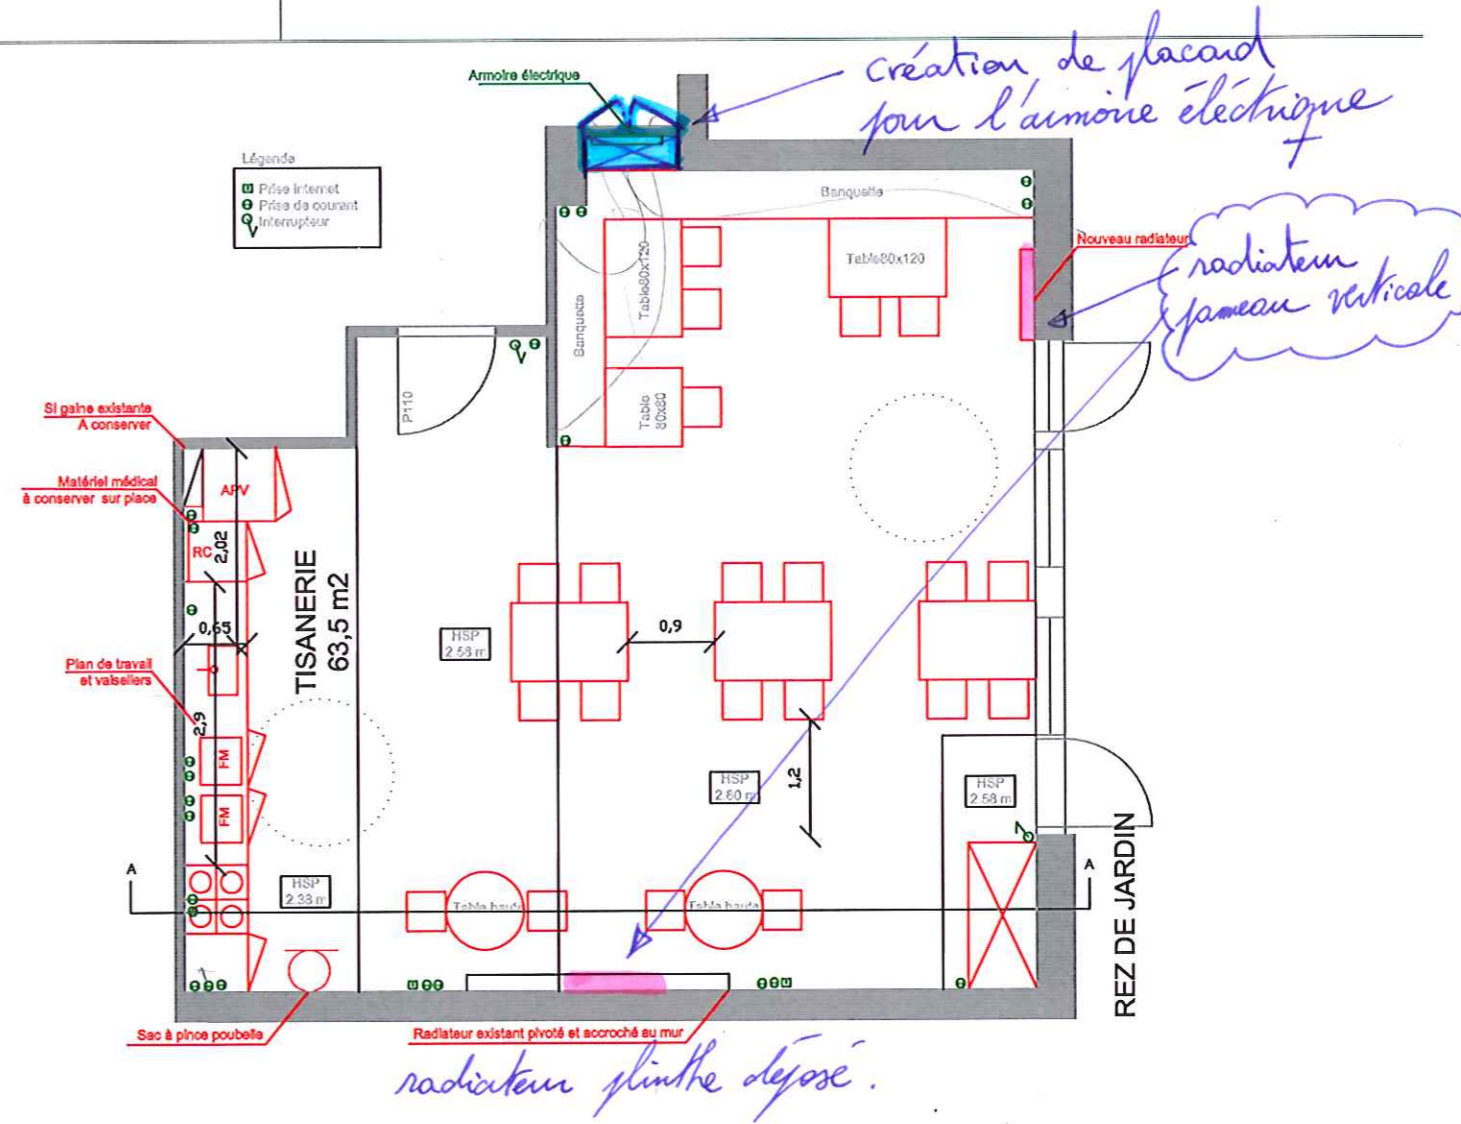 Armoire électrique
création de placard
pour l'armoire éléctrique
+
Légende
Prise internet
Prise de courant
Interrupteur
Banquette
Nouveau radiateur
radiateur
panneau verticale
Table80x120
Table80x120
Banquette
P110
Table
80x80
Si gaine existante
A conserver
Matériel médical
à conserver sur place
APV
RC
2,02
TISANERIE
63,5 m2
0,65
HSP
2.58 m
0,9
Plan de travail
et vaisseliers
2,9
FM
FM
HSP
2.60 m
1,2
HSP
2.58 m
A
A
HSP
2.38 m
Table haute
Table haute
REZ DE JARDIN
Sac à pince poubelle
Radiateur existant pivoté et accroché au mur
radiateur plinthe déposé.